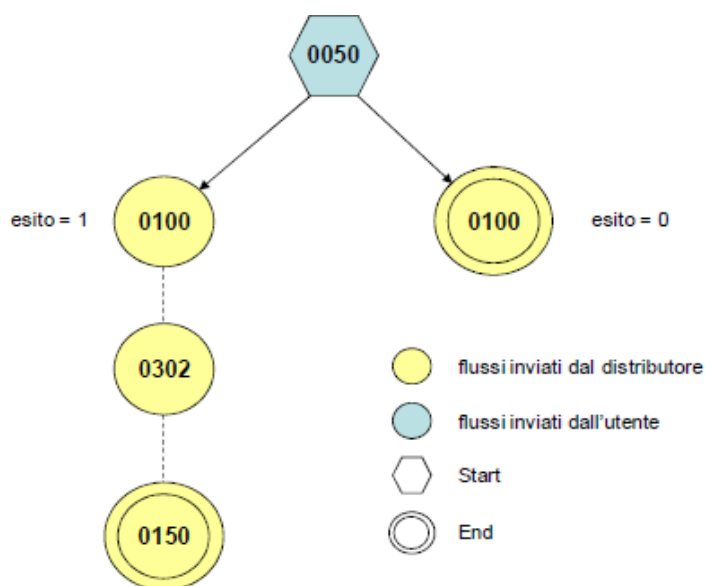 0050
esito = 1
0100
0100
esito = 0
0302
flussi inviati dal distributore
flussi inviati dall'utente
Start
0150
End